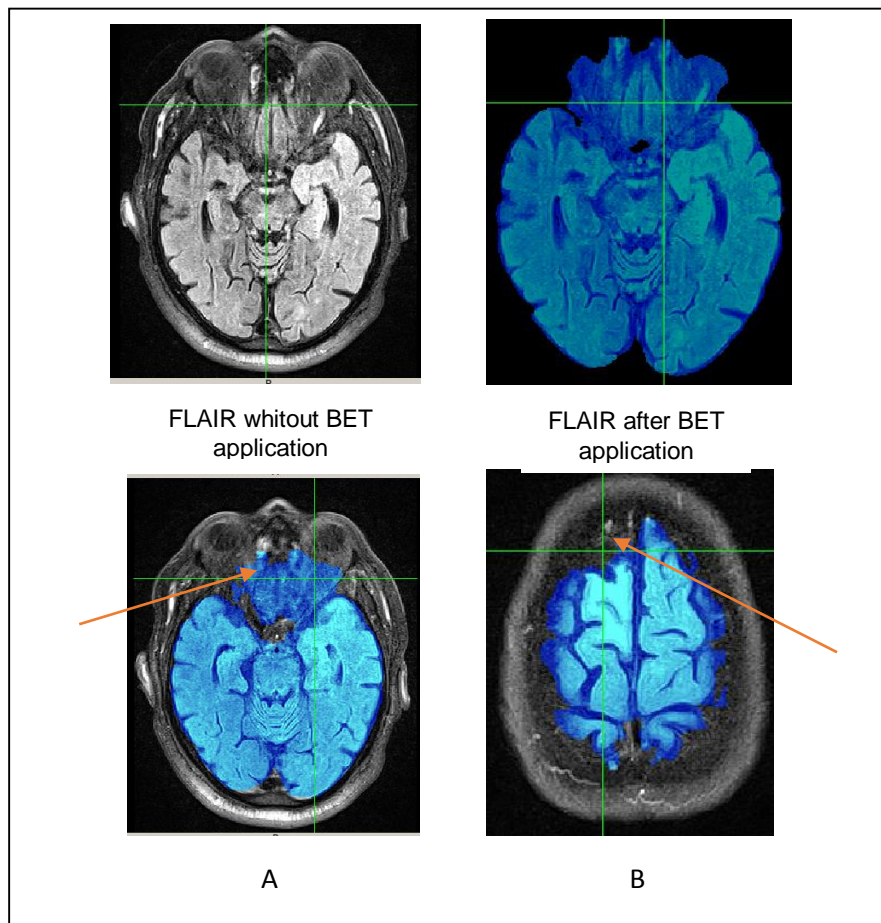 FLAIR whitout BET
application
FLAIR after BET
application
A
B